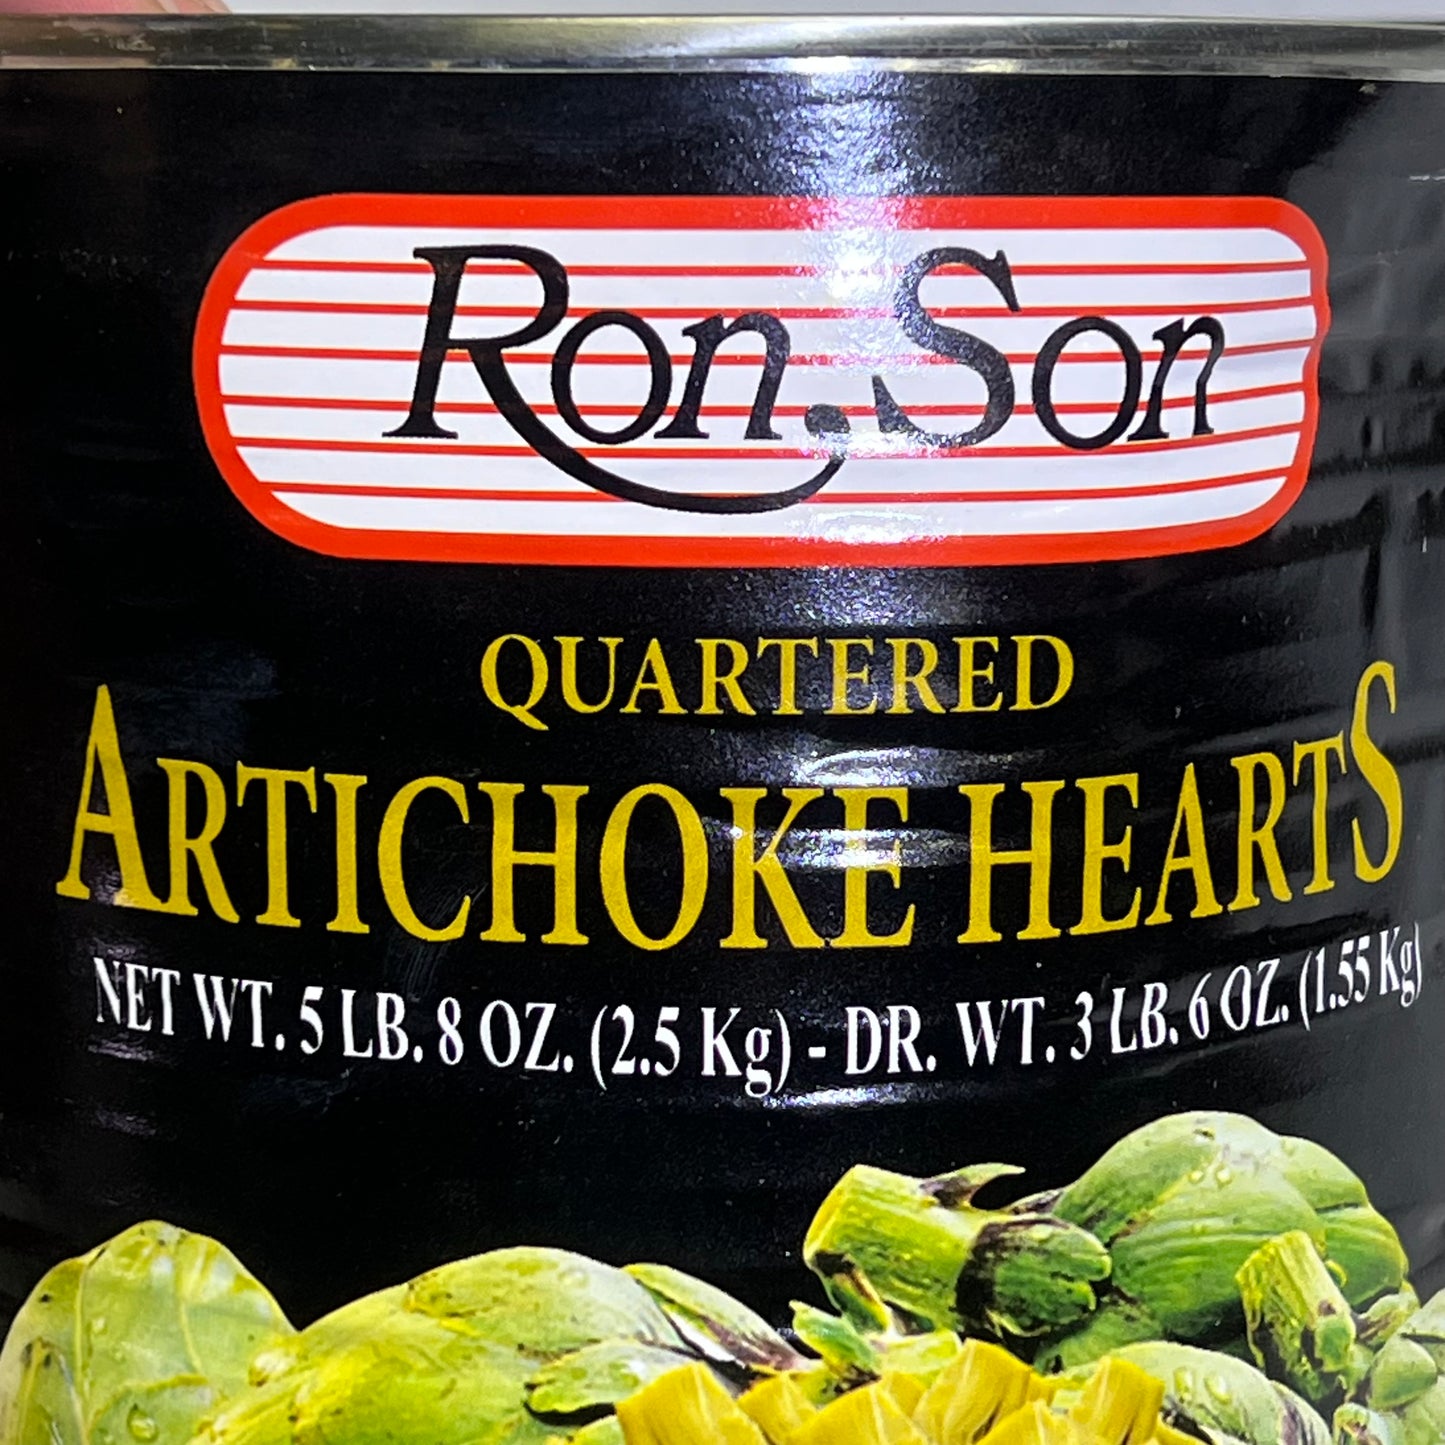 Ron.Son
QUARTERED
ARTICHOKE HEARTS
NET WT. 5 LB. 8 OZ. (2.5 Kg) - DR. WT. 3 LB. 6 OZ. (1.55 Kg)